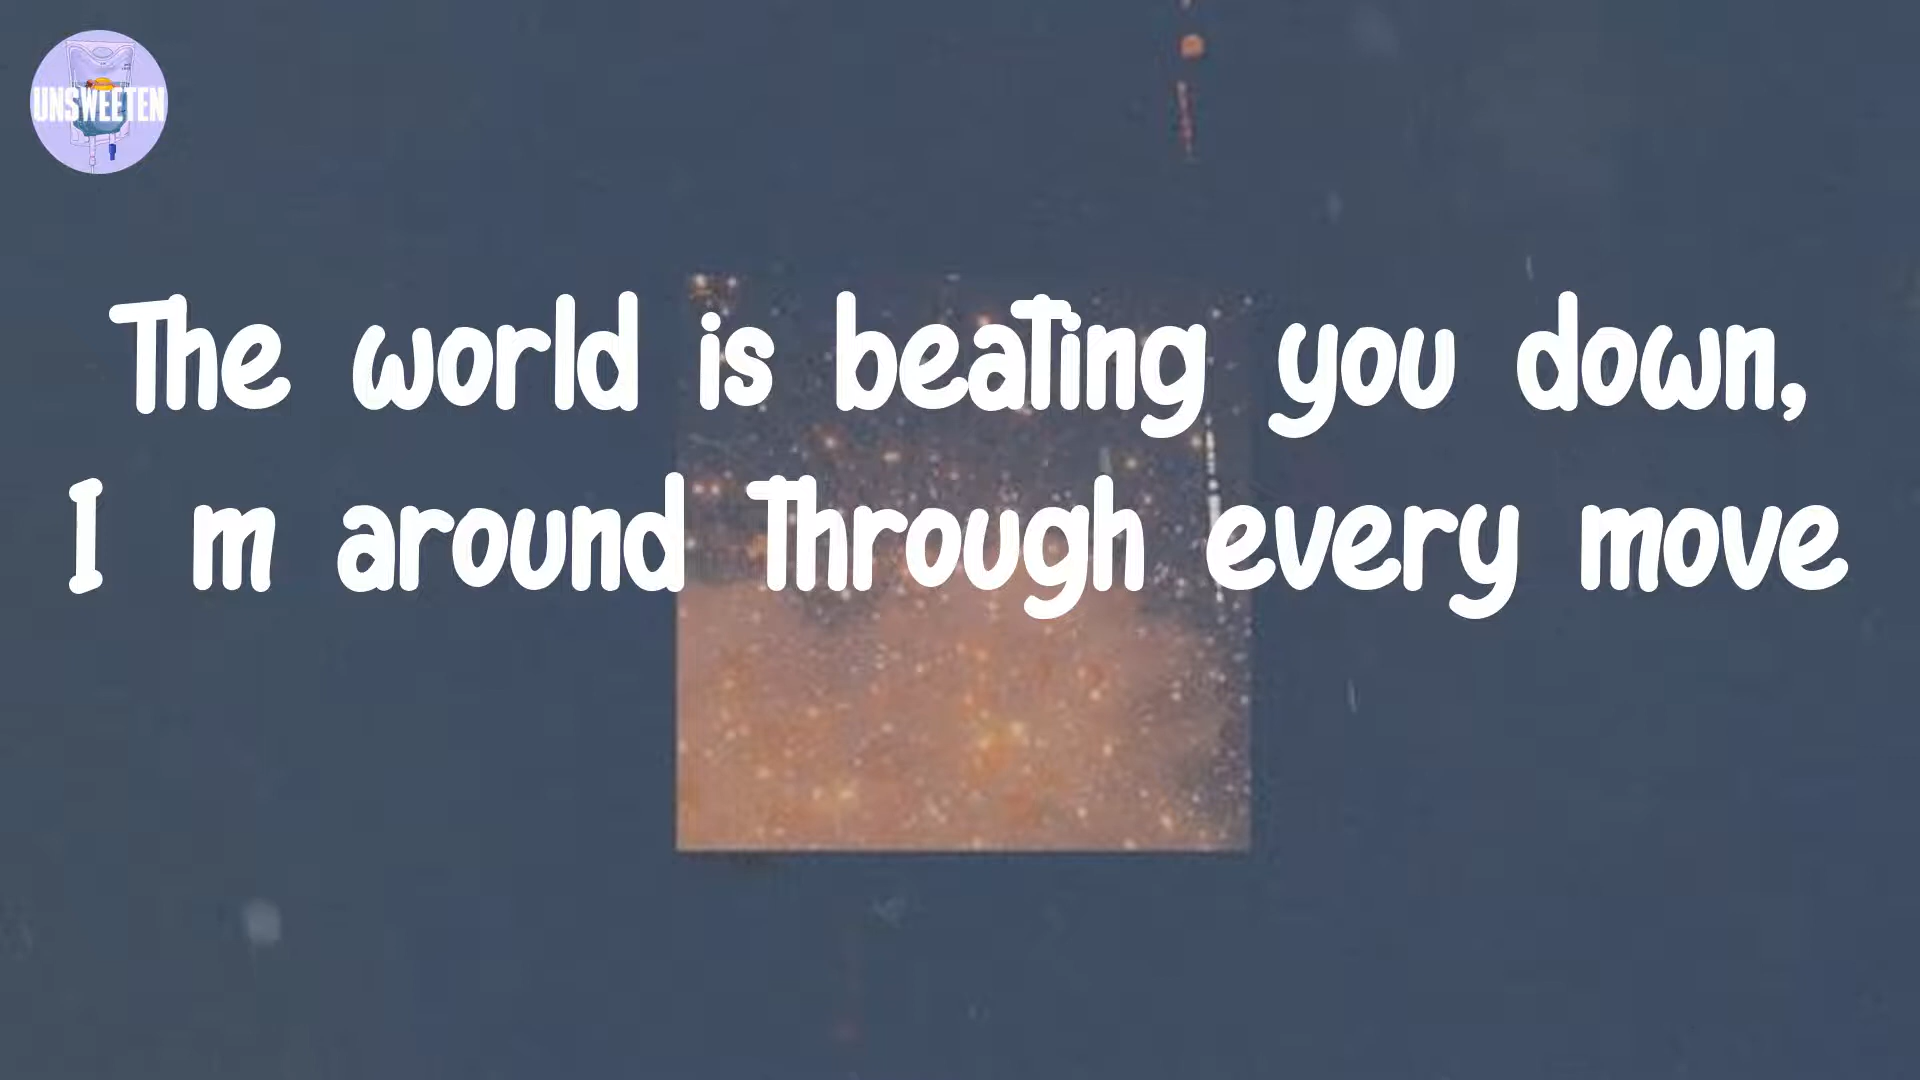 UNSWEETEN
The world is beating you down,
I m around through every move